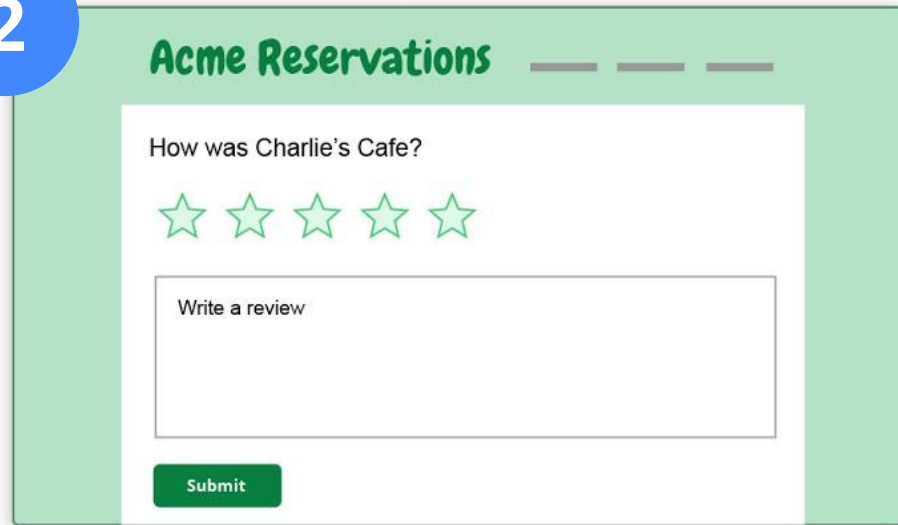 2
Acme Reservations
How was Charlie's Cafe?
Write a review
Submit